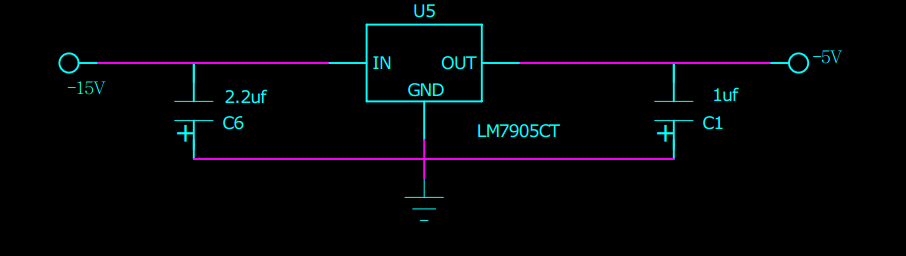 U5
IN
OUT
GND
-15V
-5V
2.2uf
C6
+
1uf
C1
+
LM7905CT